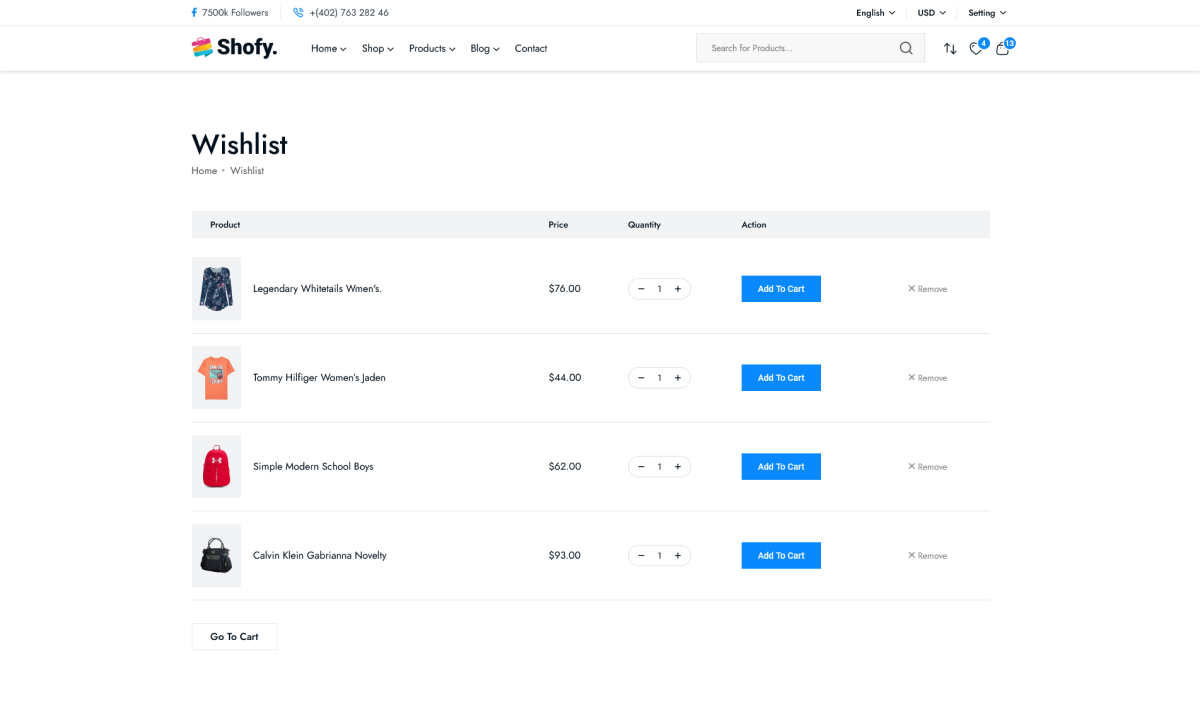 7500k Followers +(402) 763 282 46 English USD Setting
Shofy. Home Shop Products Blog Contact Search for Products... 4 13
Wishlist
Home • Wishlist
Product Price Quantity Action
Legendary Whitetails Wmen's. $76.00 − 1 + Add To Cart × Remove
Tommy Hilfiger Women's Jaden $44.00 − 1 + Add To Cart × Remove
Simple Modern School Boys $62.00 − 1 + Add To Cart × Remove
Calvin Klein Gabrianna Novelty $93.00 − 1 + Add To Cart × Remove
Go To Cart